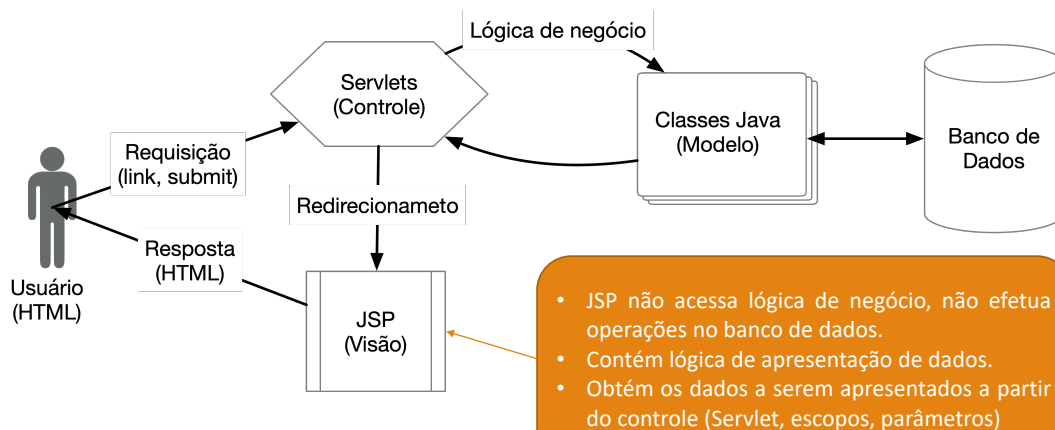 Lógica de negócio
Servlets
(Controle)
Classes Java
(Modelo)
Banco de
Dados
Requisição
(link, submit)
Redirecionameto
Resposta
(HTML)
Usuário
(HTML)
JSP
(Visão)
• JSP não acessa lógica de negócio, não efetua
operações no banco de dados.
• Contém lógica de apresentação de dados.
• Obtém os dados a serem apresentados a partir
do controle (Servlet, escopos, parâmetros)